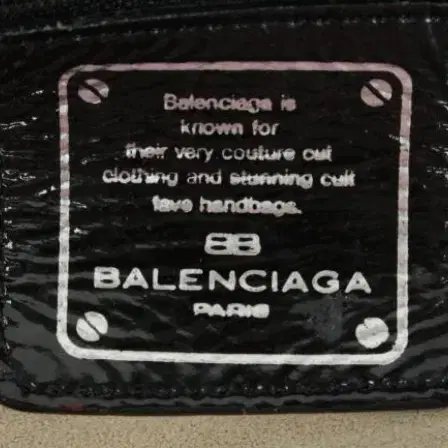 Balenciaga is
known for
their very couture cut
clothing and stunning cult
fave handbags.
BB
BALENCIAGA
PARIS